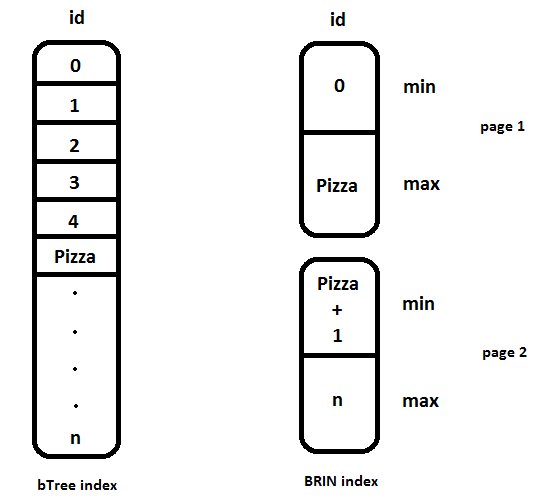 id
0
1
2
3
4
Pizza
.
.
.
.
n
bTree index
id
0
min
Pizza
max
page 1
Pizza
+
1
min
n
max
page 2
BRIN index